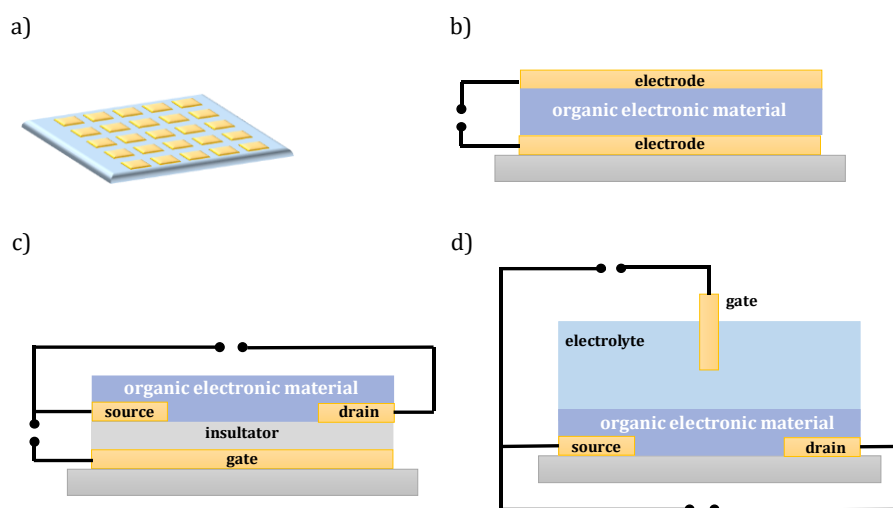 a)
b)
electrode
organic electronic material
electrode
c)
d)
organic electronic material
source
drain
insultator
gate
gate
electrolyte
organic electronic material
source
drain